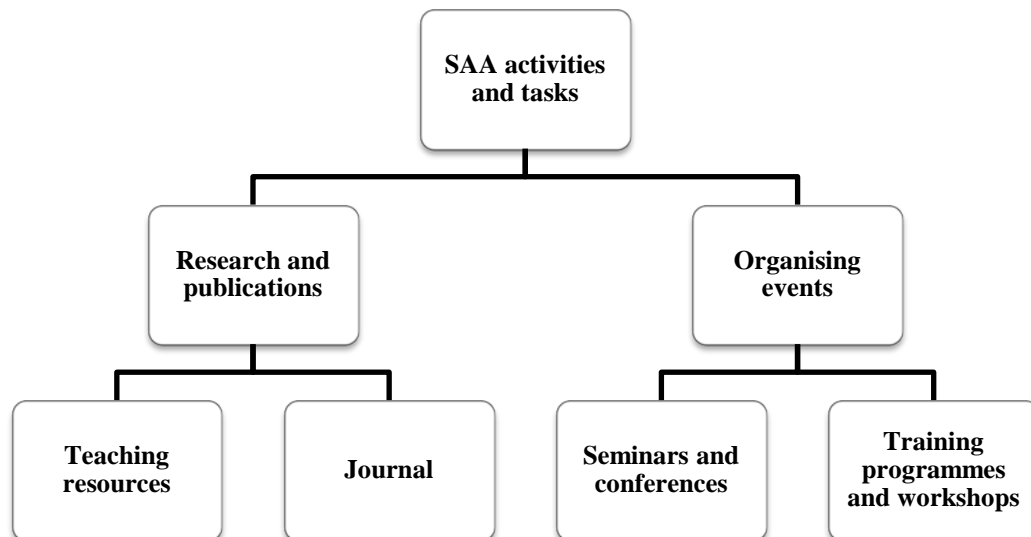 SAA activities
and tasks
Research and
publications
Organising
events
Teaching
resources
Journal
Seminars and
conferences
Training
programmes
and workshops